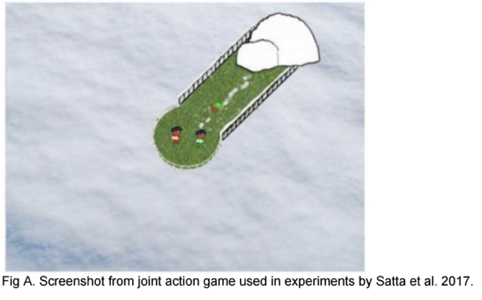 Fig A. Screenshot from joint action game used in experiments by Satta et al. 2017.